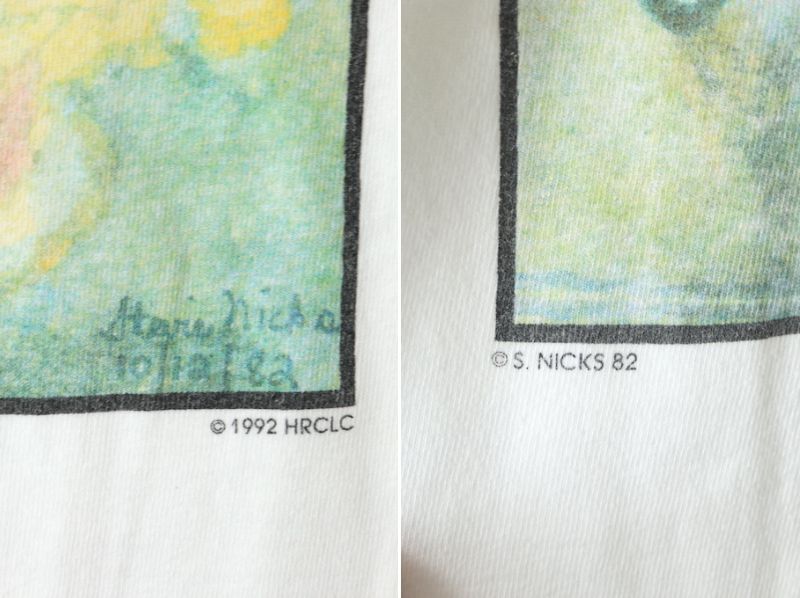 Stevie Nicks
10/12/82
© 1992 HRCLC
© S. NICKS 82